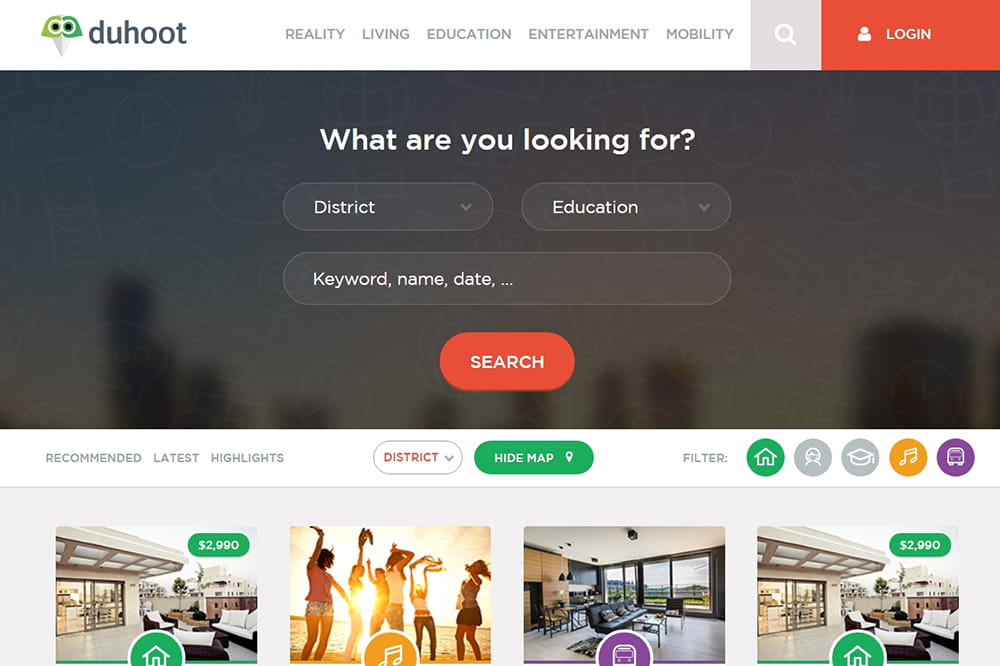 duhoot
REALITY LIVING EDUCATION ENTERTAINMENT MOBILITY
LOGIN
What are you looking for?
District
Education
Keyword, name, date, ...
SEARCH
RECOMMENDED LATEST HIGHLIGHTS
DISTRICT
HIDE MAP
FILTER:
$2,990
$2,990